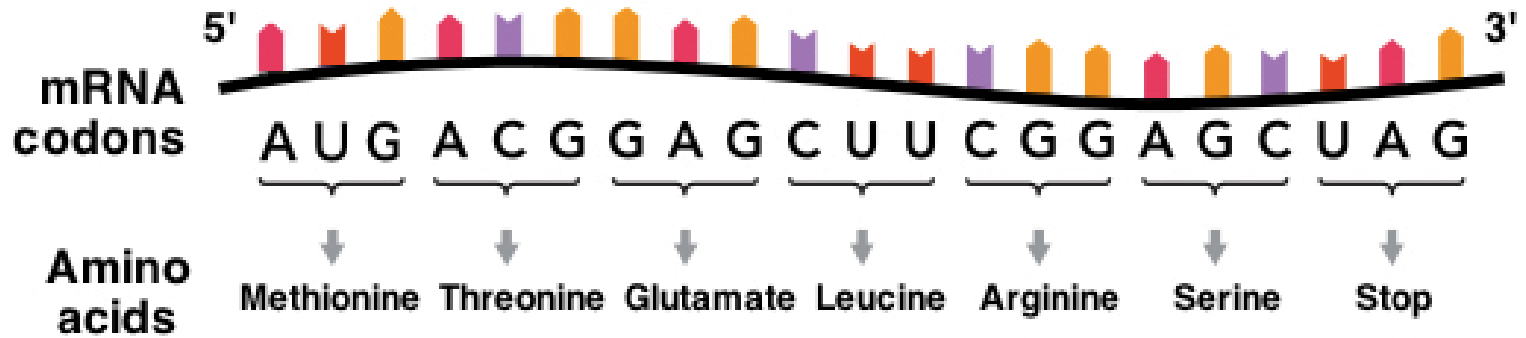 5' 3'
mRNA
codons
A U G A C G G A G C U U C G G A G C U A G
Amino
acids
Methionine Threonine Glutamate Leucine Arginine Serine Stop